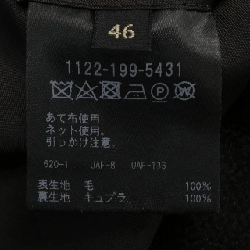 46
1122-199-5431
あて布使用
ネット使用。
引っかけ注意。
表生地 毛 100%
裏生地 キュプラ 100%